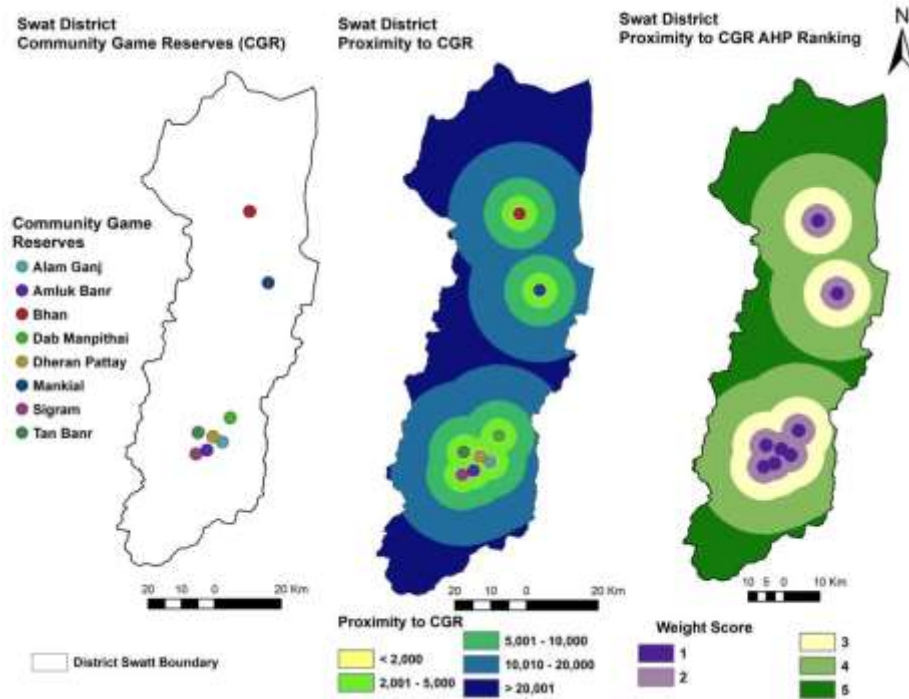 Swat District
Community Game Reserves (CGR)
Swat District
Proximity to CGR
Swat District
Proximity to CGR AHP Ranking
N
Community Game
Reserves
Alam Ganj
Amluk Banr
Bhan
Dab Manpithai
Dheran Pattay
Mankial
Sigram
Tan Banr
20 10 0 20 Km
20 10 0 20 Km
10 5 0 10 Km
District Swatt Boundary
Proximity to CGR
< 2,000
2,001 - 5,000
5,001 - 10,000
10,010 - 20,000
> 20,001
Weight Score
1
2
3
4
5